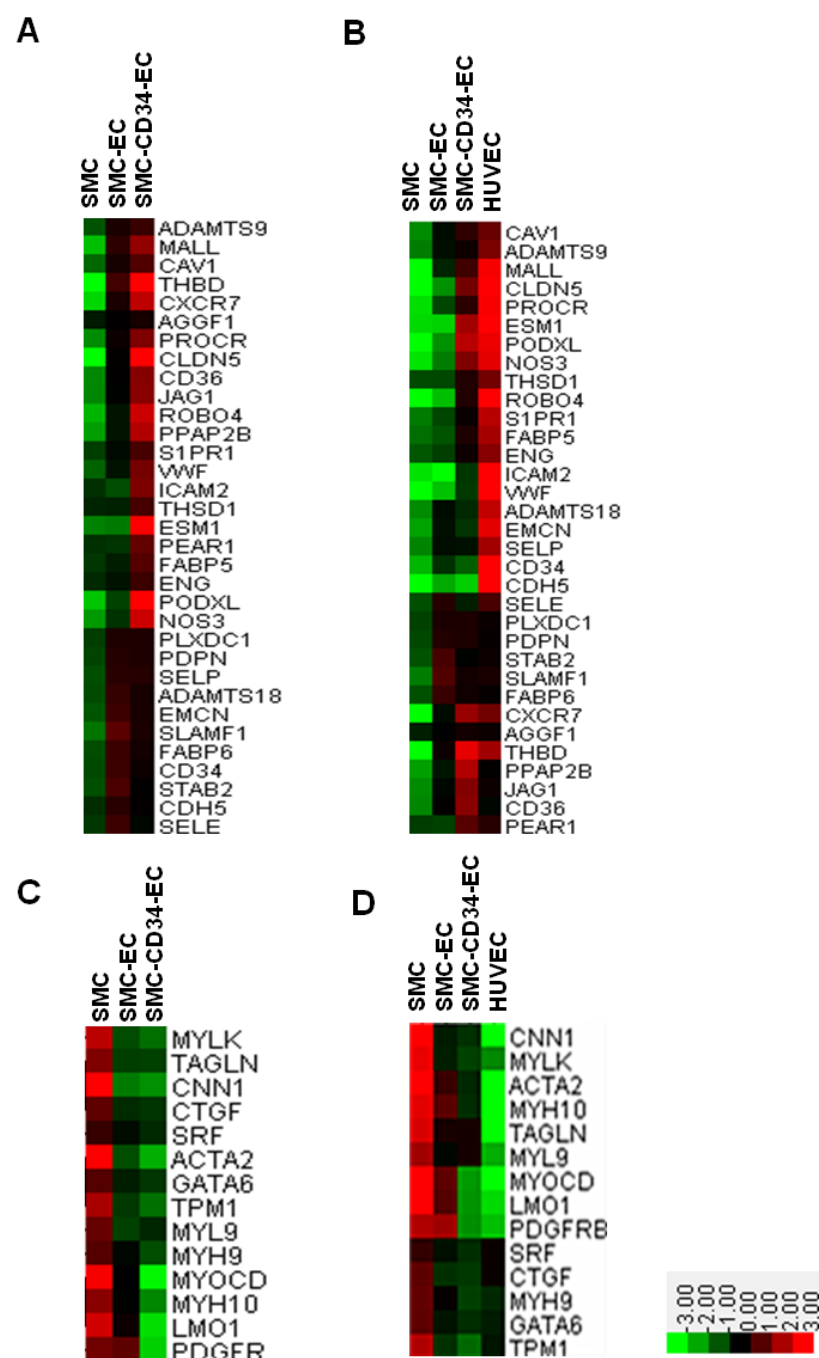 A
SMC
SMC-EC
SMC-CD34-EC
ADAMTS9
MALL
CAV1
THBD
CXCR7
AGGF1
PROCR
CLDN5
CD36
JAG1
ROBO4
PPAP2B
S1PR1
VWF
ICAM2
THSD1
ESM1
PEAR1
FABP5
ENG
PODXL
NOS3
PLXDC1
PDPN
SELP
ADAMTS18
EMCN
SLAMF1
FABP6
CD34
STAB2
CDH5
SELE
B
SMC
SMC-EC
SMC-CD34-EC
HUVEC
CAV1
ADAMTS9
MALL
CLDN5
PROCR
ESM1
PODXL
NOS3
THSD1
ROBO4
S1PR1
FABP5
ENG
ICAM2
VWF
ADAMTS18
EMCN
SELP
CD34
CDH5
SELE
PLXDC1
PDPN
STAB2
SLAMF1
FABP6
CXCR7
AGGF1
THBD
PPAP2B
JAG1
CD36
PEAR1
C
SMC
SMC-EC
SMC-CD34-EC
MYLK
TAGLN
CNN1
CTGF
SRF
ACTA2
GATA6
TPM1
MYL9
MYH9
MYOCD
MYH10
LMO1
PDGFR
D
SMC
SMC-EC
SMC-CD34-EC
HUVEC
CNN1
MYLK
ACTA2
MYH10
TAGLN
MYL9
MYOCD
LMO1
PDGFRB
SRF
CTGF
MYH9
GATA6
TPM1
-3.00
-2.00
-1.00
0.00
1.00
2.00
3.00